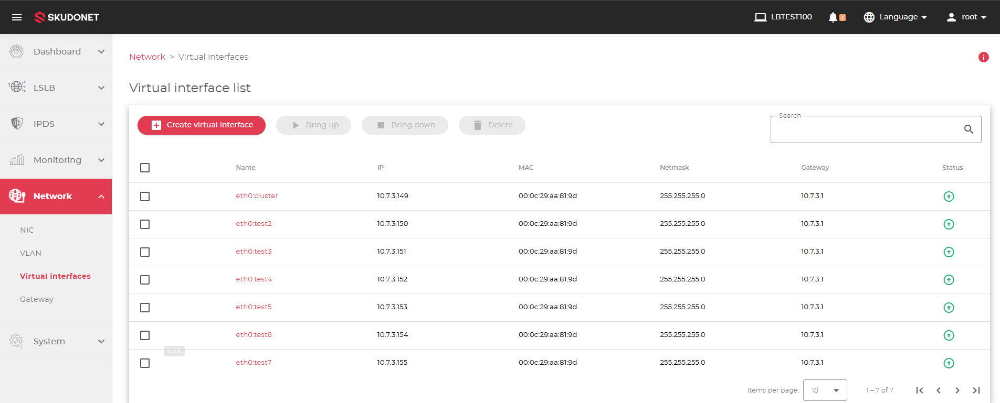 SKUDONET LBTEST100 1 Language root
Dashboard
LSLB
IPDS
Monitoring
Network
NIC
VLAN
Virtual interfaces
Gateway
System
Network > Virtual interfaces
Virtual interface list
Create virtual interface Bring up Bring down Delete Search
Name IP MAC Netmask Gateway Status
eth0:cluster 10.7.3.149 00:0c:29:aa:81:9d 255.255.255.0 10.7.3.1
eth0:test2 10.7.3.150 00:0c:29:aa:81:9d 255.255.255.0 10.7.3.1
eth0:test3 10.7.3.151 00:0c:29:aa:81:9d 255.255.255.0 10.7.3.1
eth0:test4 10.7.3.152 00:0c:29:aa:81:9d 255.255.255.0 10.7.3.1
eth0:test5 10.7.3.153 00:0c:29:aa:81:9d 255.255.255.0 10.7.3.1
eth0:test6 10.7.3.154 00:0c:29:aa:81:9d 255.255.255.0 10.7.3.1
Edit
eth0:test7 10.7.3.155 00:0c:29:aa:81:9d 255.255.255.0 10.7.3.1
Items per page: 10 1 – 7 of 7